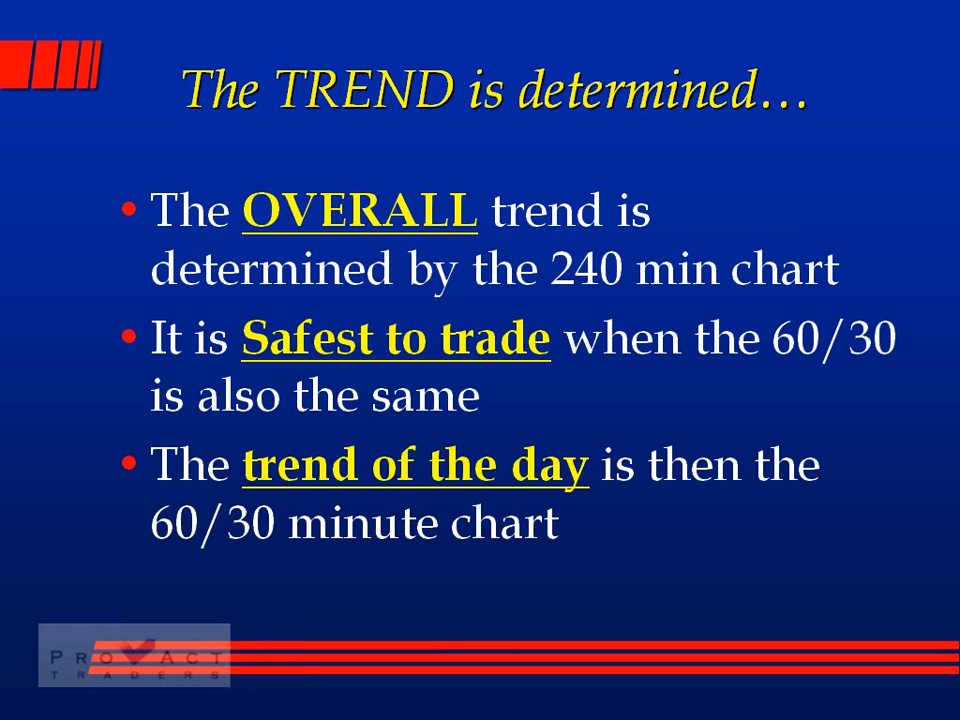 The TREND is determined…
• The OVERALL trend is
determined by the 240 min chart
• It is Safest to trade when the 60/30
is also the same
• The trend of the day is then the
60/30 minute chart
PRO ACT
TRADERS